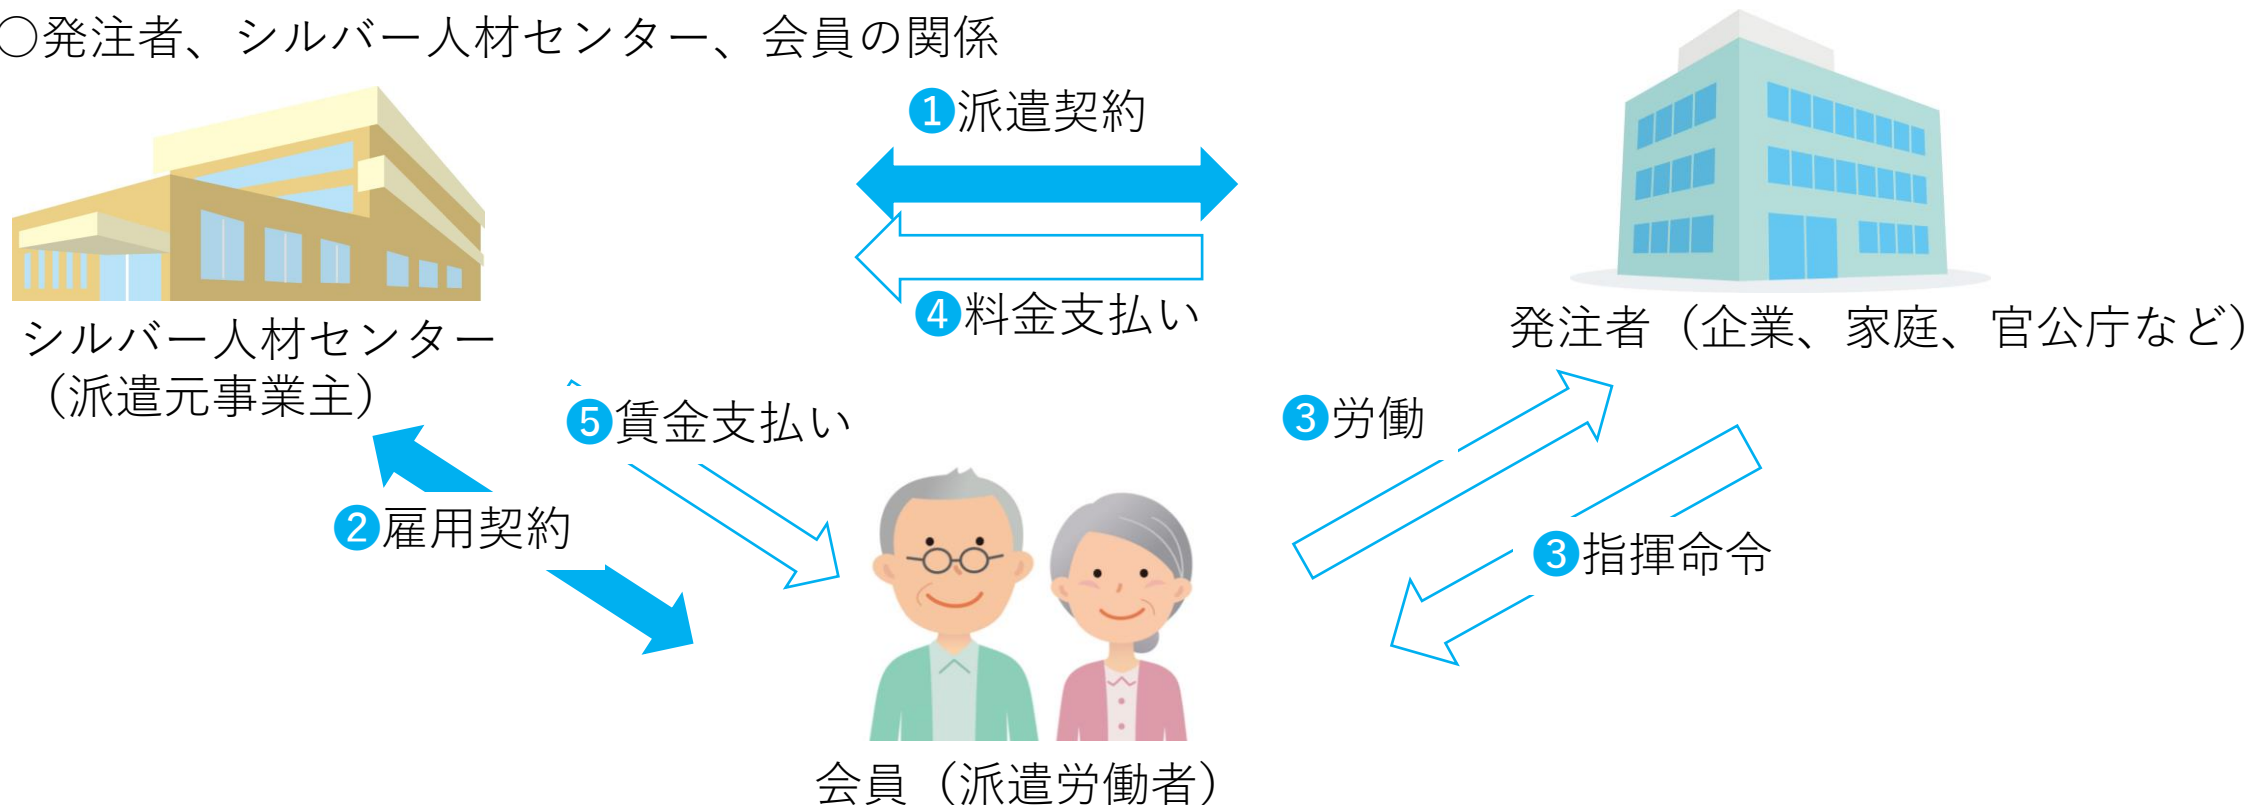 ○発注者、シルバー人材センター、会員の関係
❶派遣契約
❹料金支払い
シルバー人材センター
（派遣元事業主）
発注者（企業、家庭、官公庁など）
❺賃金支払い
❸労働
❷雇用契約
❸指揮命令
会員（派遣労働者）